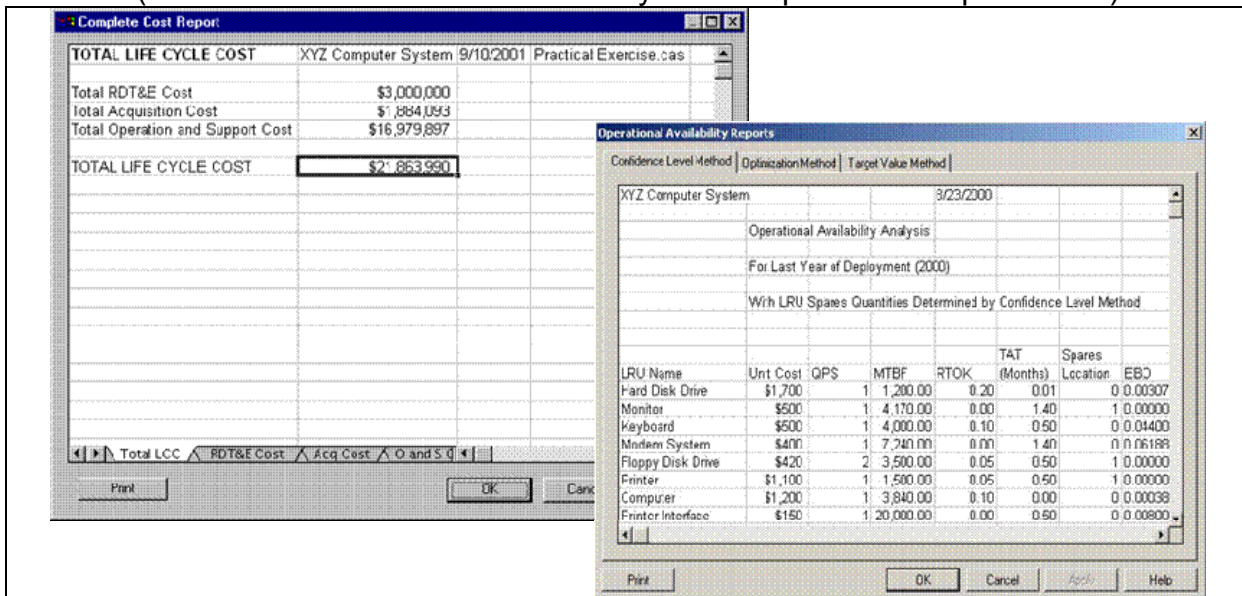 Complete Cost Report
TOTAL LIFE CYCLE COST XYZ Computer System 9/10/2001 Practical Exercise.cas
Total RDT&E Cost $3,000,000
Total Acquisition Cost $1,884,093
Total Operation and Support Cost $16,979,897
TOTAL LIFE CYCLE COST $21,863,990
Total LCC RDT&E Cost Acq Cost O and S C
Print OK Canc
Operational Availability Reports
Confidence Level Method Optimization Method Target Value Method
XYZ Computer System 8/23/2000
Operational Availability Analysis
For Last Year of Deployment (2000)
With LRU Spares Quantities Determined by Confidence Level Method
TAT Spares
LRU Name Unt Cost QPS MTBF RTOK (Months) Location EBO
Hard Disk Drive $1,700 1 1,200.00 0.20 0.01 0 0.00307
Monitor $500 1 4,170.00 0.00 1.40 1 0.00000
Keyboard $500 1 4,000.00 0.10 0.50 0 0.04400
Modem System $400 1 7,240.00 0.00 1.40 0 0.06188
Floppy Disk Drive $420 2 3,500.00 0.05 0.50 1 0.00000
Printer $1,100 1 1,500.00 0.05 0.50 1 0.00000
Computer $1,200 1 3,840.00 0.10 0.00 0 0.00038
Printer Interface $150 1 20,000.00 0.00 0.50 0 0.00800
Print OK Cancel Apply Help